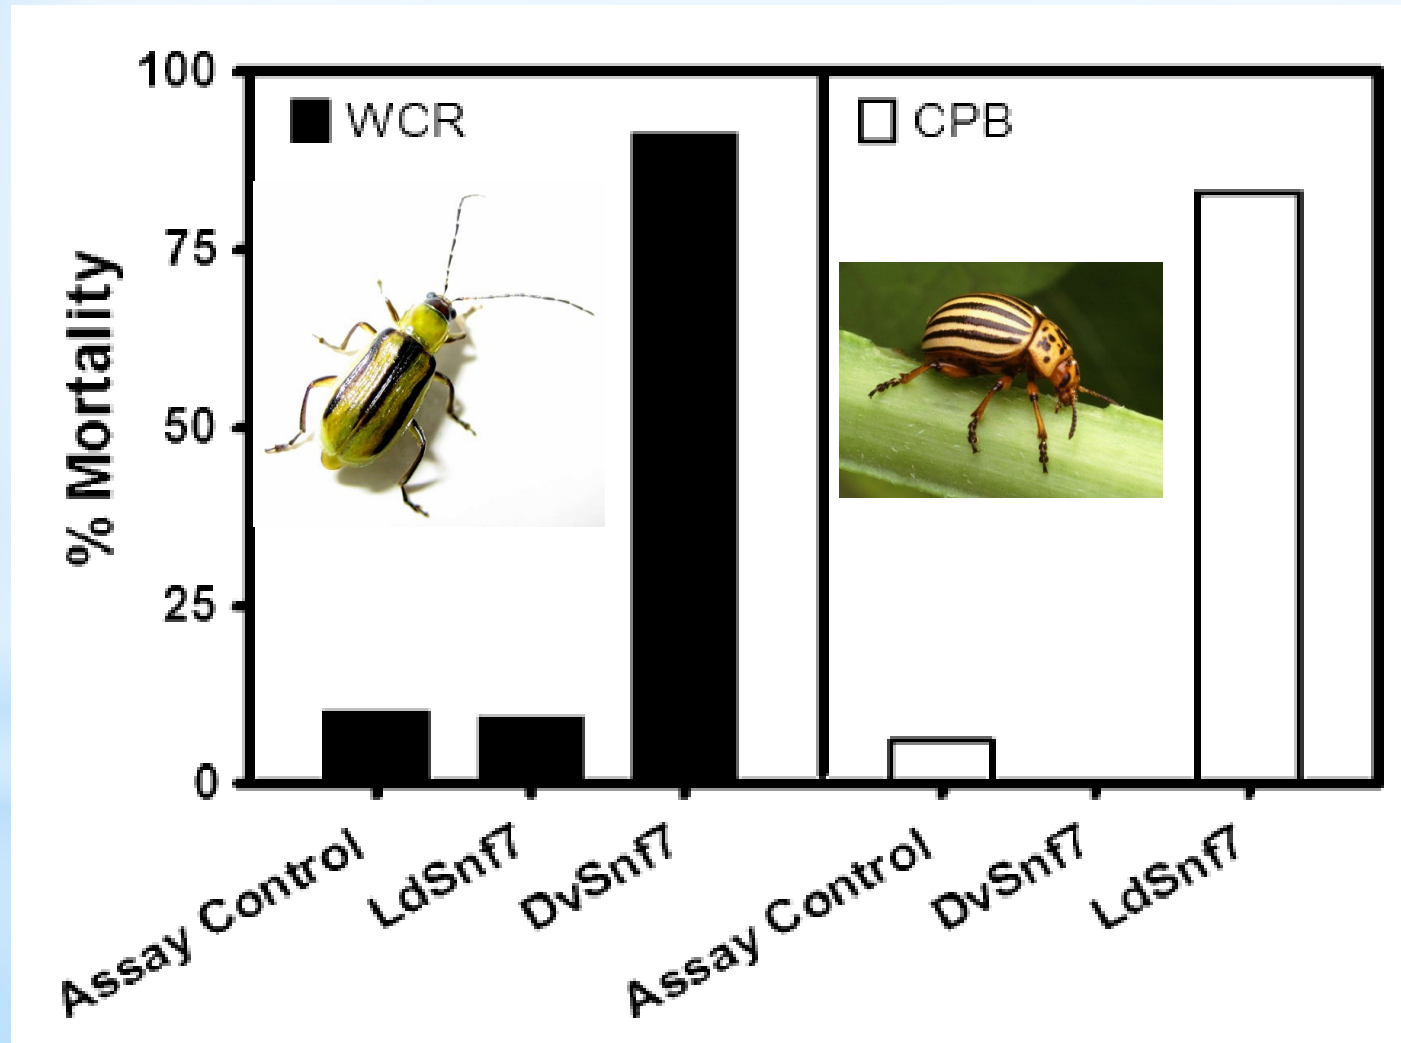 100
75
50
25
0
% Mortality
WCR
CPB
Assay Control
LdSnf7
DvSnf7
Assay Control
DvSnf7
LdSnf7